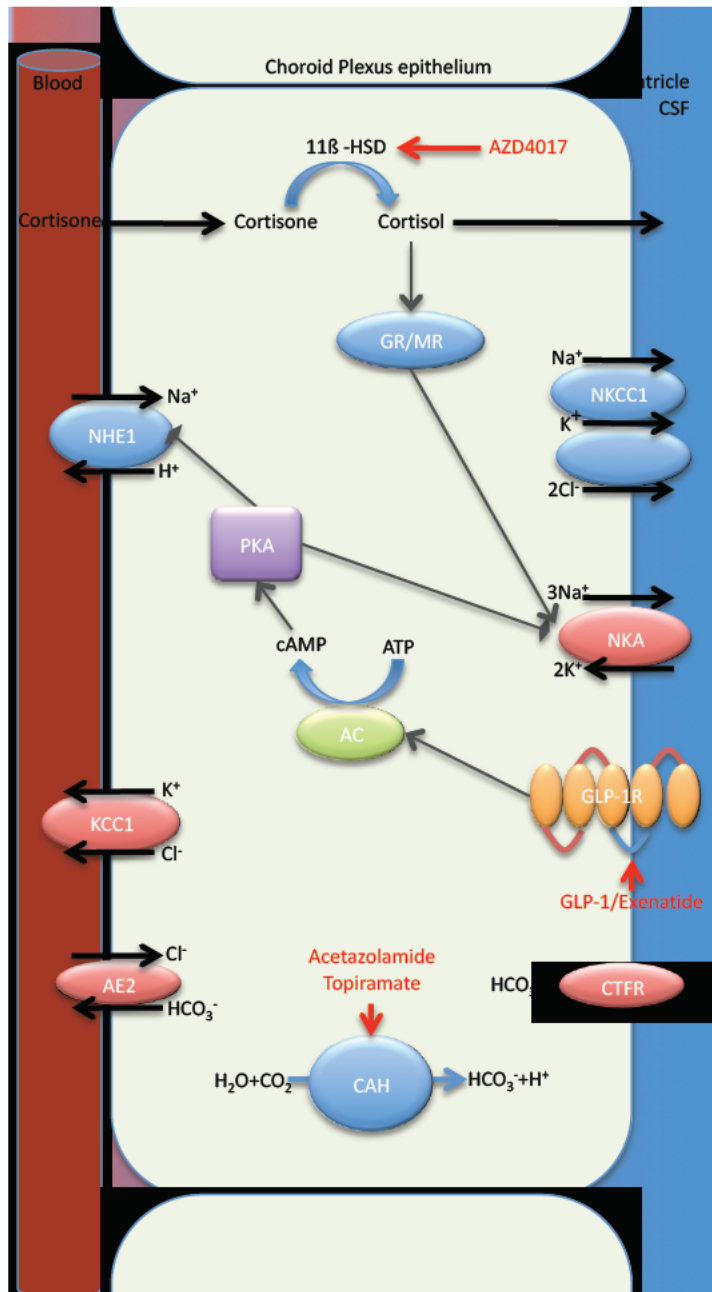 Choroid Plexus epithelium
Blood
CSF
11ß -HSD
AZD4017
Cortisone
Cortisone
Cortisol
GR/MR
Na⁺
NKCC1
Na⁺
NHE1
K⁺
H⁺
2Cl⁻
PKA
3Na⁺
NKA
cAMP
ATP
2K⁺
AC
K⁺
GLP-1R
KCC1
Cl⁻
GLP-1/Exenatide
Cl⁻
Acetazolamide
Topiramate
AE2
CTFR
HCO₃⁻
H₂O+CO₂
CAH
HCO₃⁻+H⁺